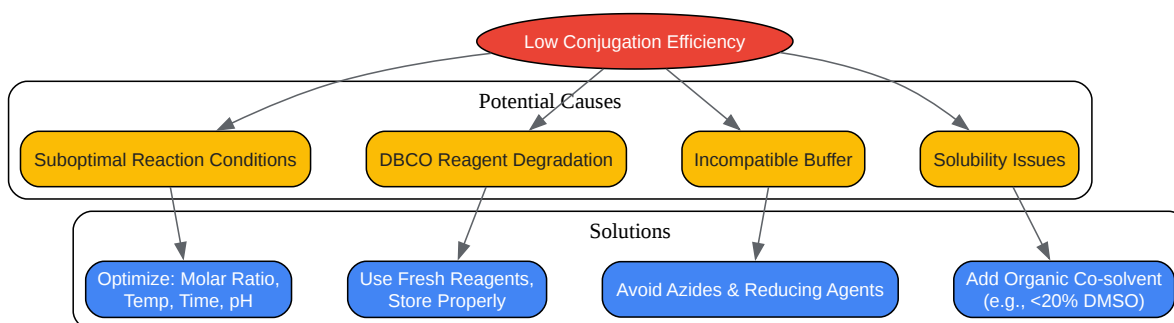 Low Conjugation Efficiency
Potential Causes
Suboptimal Reaction Conditions
DBCO Reagent Degradation
Incompatible Buffer
Solubility Issues
Solutions
Optimize: Molar Ratio,
Temp, Time, pH
Use Fresh Reagents,
Store Properly
Avoid Azides & Reducing Agents
Add Organic Co-solvent
(e.g., <20% DMSO)